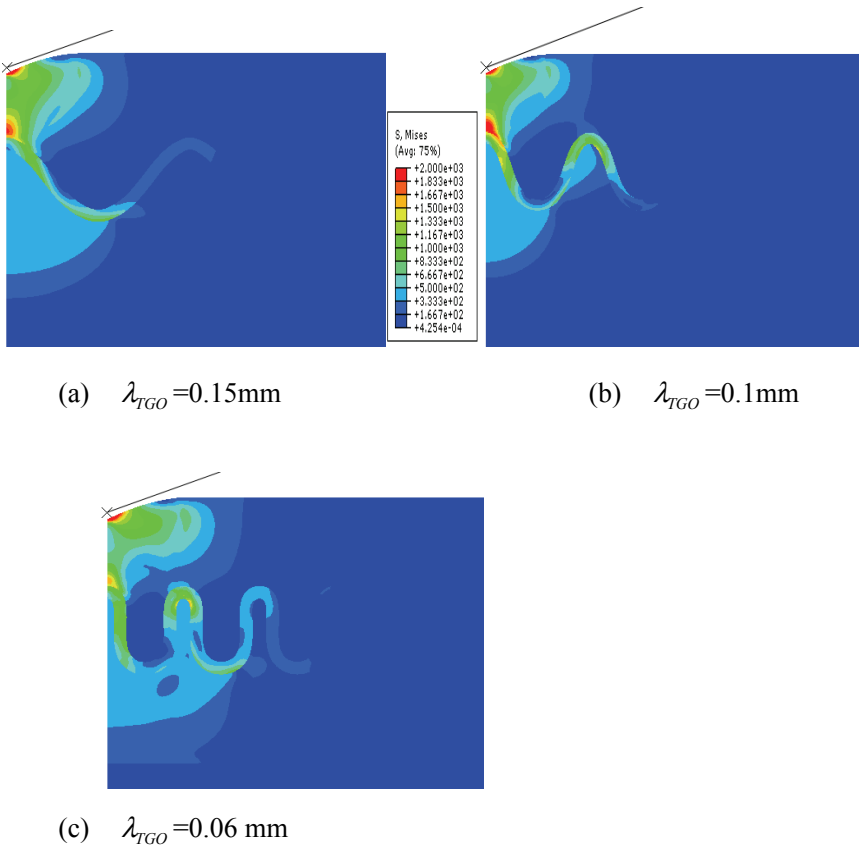 S, Mises
(Avg: 75%)
+2.000e+03
+1.833e+03
+1.667e+03
+1.500e+03
+1.333e+03
+1.167e+03
+1.000e+03
+8.333e+02
+6.667e+02
+5.000e+02
+3.333e+02
+1.667e+02
+4.254e-04
(a) λTGO =0.15mm
(b) λTGO =0.1mm
(c) λTGO =0.06 mm